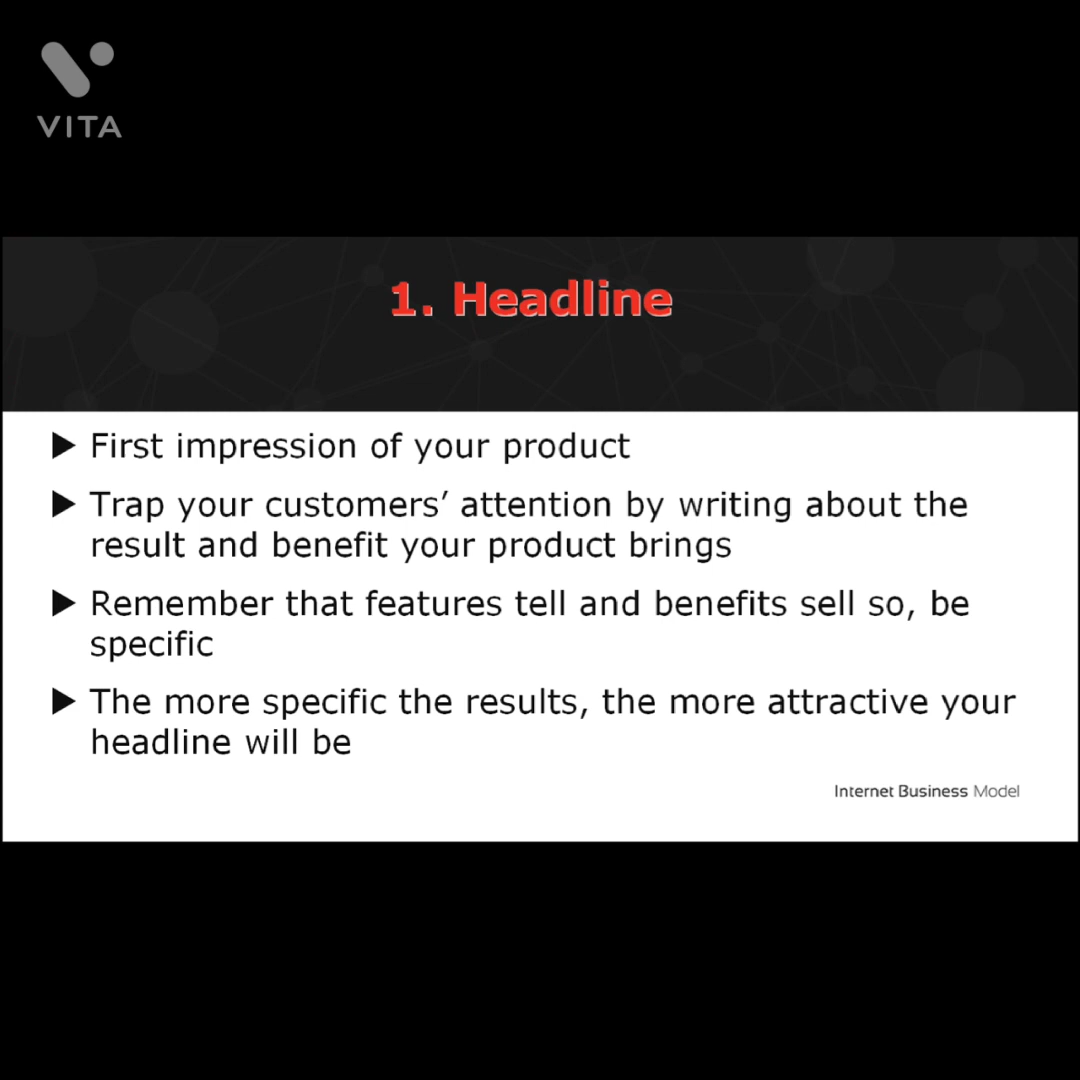 VITA
1. Headline
▶ First impression of your product
▶ Trap your customers’ attention by writing about the
result and benefit your product brings
▶ Remember that features tell and benefits sell so, be
specific
▶ The more specific the results, the more attractive your
headline will be
Internet Business Model